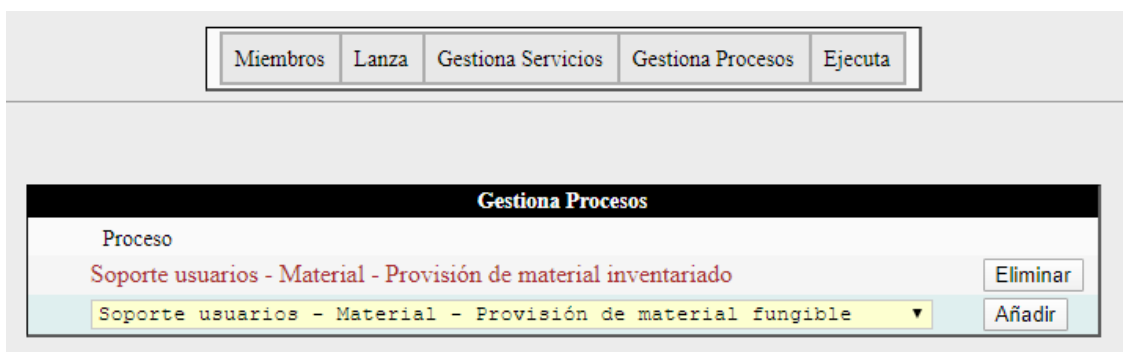 Miembros Lanza Gestiona Servicios Gestiona Procesos Ejecuta
Gestiona Procesos
Proceso
Soporte usuarios - Material - Provisión de material inventariado Eliminar
Soporte usuarios - Material - Provisión de material fungible ▼ Añadir